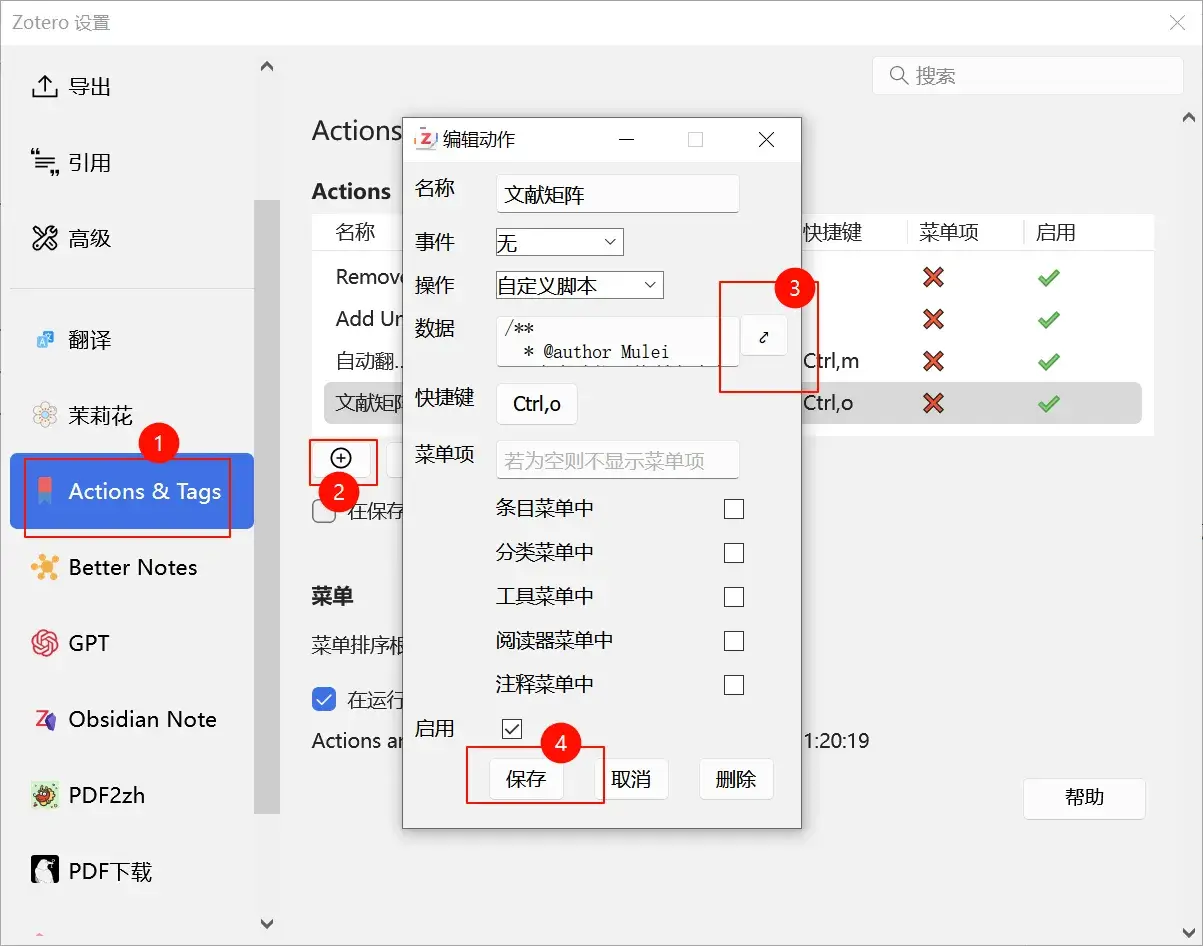 Zotero 设置
导出
引用
高级
翻译
茉莉花
1
Actions & Tags
Better Notes
GPT
Obsidian Note
PDF2zh
PDF下载
搜索
Actions
Actions
名称
快捷键
菜单项
启用
Remove
Add Un
自动翻...
Ctrl,m
文献矩阵
Ctrl,o
2
在保存
菜单
菜单排序根
在运行
Actions an
1:20:19
帮助
编辑动作
名称
文献矩阵
事件
无
操作
自定义脚本
3
数据
/**
* @author Mulei
快捷键
Ctrl,o
菜单项
若为空则不显示菜单项
条目菜单中
分类菜单中
工具菜单中
阅读器菜单中
注释菜单中
启用
4
保存
取消
删除